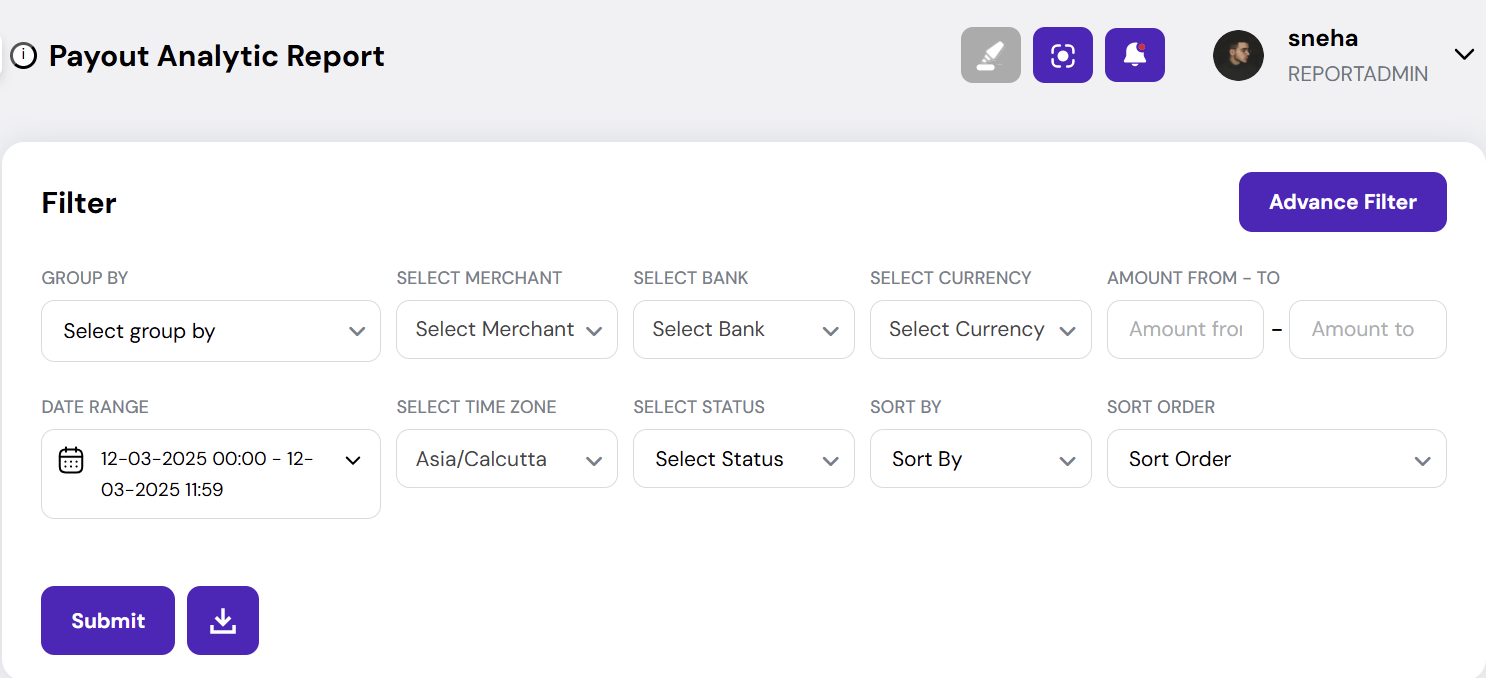 Payout Analytic Report
sneha
REPORTADMIN
Filter
Advance Filter
GROUP BY
SELECT MERCHANT
SELECT BANK
SELECT CURRENCY
AMOUNT FROM - TO
Select group by
Select Merchant
Select Bank
Select Currency
Amount fror
-
Amount to
DATE RANGE
SELECT TIME ZONE
SELECT STATUS
SORT BY
SORT ORDER
12-03-2025 00:00 - 12-
03-2025 11:59
Asia/Calcutta
Select Status
Sort By
Sort Order
Submit